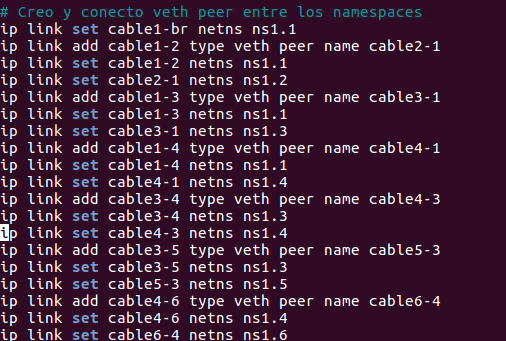 # Creo y conecto veth peer entre los namespaces
ip link set cable1-br netns ns1.1
ip link add cable1-2 type veth peer name cable2-1
ip link set cable1-2 netns ns1.1
ip link set cable2-1 netns ns1.2
ip link add cable1-3 type veth peer name cable3-1
ip link set cable1-3 netns ns1.1
ip link set cable3-1 netns ns1.3
ip link add cable1-4 type veth peer name cable4-1
ip link set cable1-4 netns ns1.1
ip link set cable4-1 netns ns1.4
ip link add cable3-4 type veth peer name cable4-3
ip link set cable3-4 netns ns1.3
ip link set cable4-3 netns ns1.4
ip link add cable3-5 type veth peer name cable5-3
ip link set cable3-5 netns ns1.3
ip link set cable5-3 netns ns1.5
ip link add cable4-6 type veth peer name cable6-4
ip link set cable4-6 netns ns1.4
ip link set cable6-4 netns ns1.6